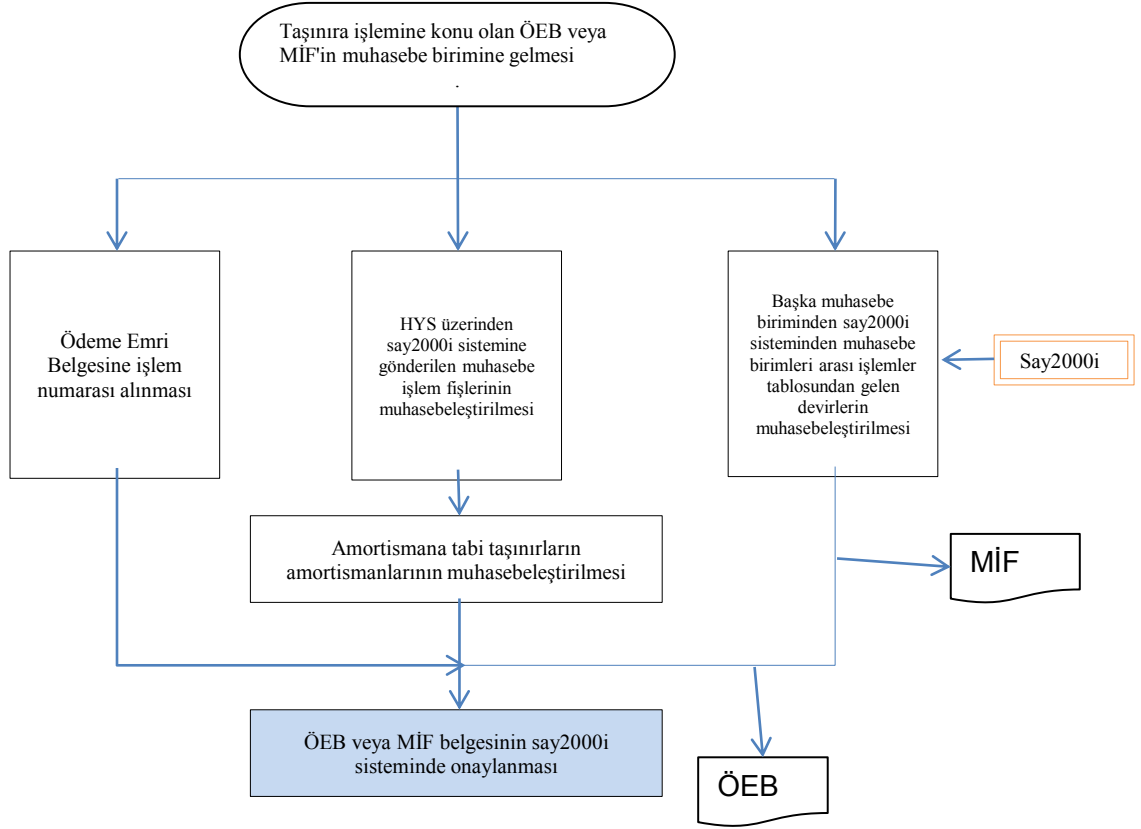 Taşınıra işlemine konu olan ÖEB veya
MİF'in muhasebe birimine gelmesi
.
Ödeme Emri
Belgesine işlem
numarası alınması
HYS üzerinden
say2000i sistemine
gönderilen muhasebe
işlem fişlerinin
muhasebeleştirilmesi
Başka muhasebe
biriminden say2000i
sisteminden muhasebe
birimleri arası işlemler
tablosundan gelen
devirlerin
muhasebeleştirilmesi
Say2000i
Amortismana tabi taşınırların
amortismanlarının muhasebeleştirilmesi
MİF
ÖEB veya MİF belgesinin say2000i
sisteminde onaylanması
ÖEB